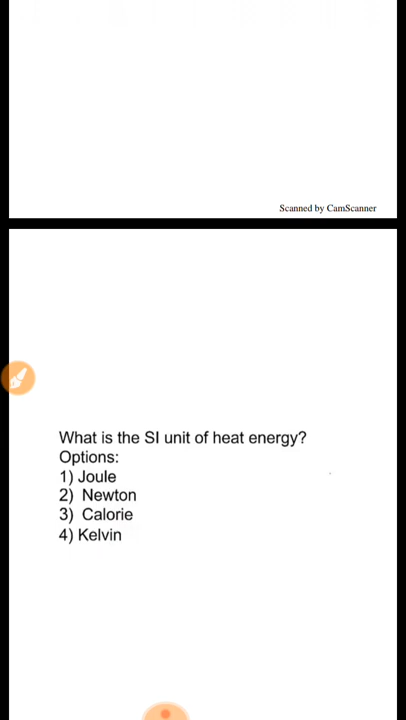 Scanned by CamScanner
What is the SI unit of heat energy?
Options:
1) Joule
2) Newton
3) Calorie
4) Kelvin